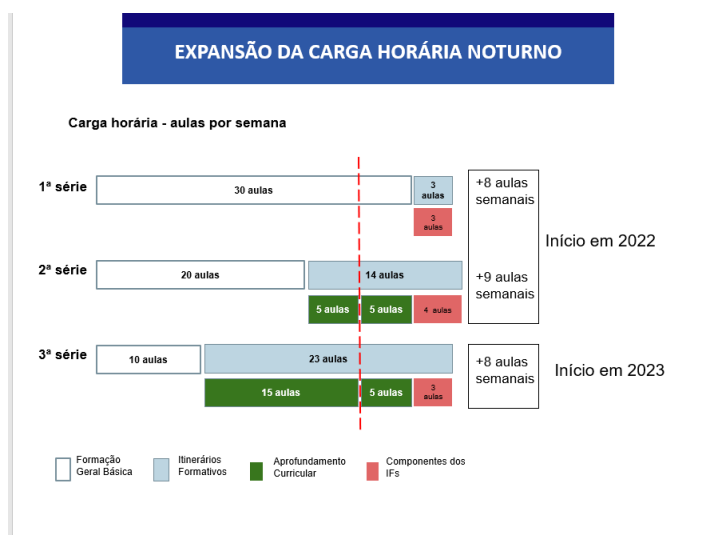 EXPANSÃO DA CARGA HORÁRIA NOTURNO
Carga horária - aulas por semana
1ª série
30 aulas
3
aulas
3
aulas
+8 aulas
semanais
Início em 2022
2ª série
20 aulas
14 aulas
5 aulas
5 aulas
4 aulas
+9 aulas
semanais
3ª série
10 aulas
23 aulas
15 aulas
5 aulas
3
aulas
+8 aulas
semanais
Início em 2023
Formação
Geral Básica
Itinerários
Formativos
Aprofundamento
Curricular
Componentes dos
IFs